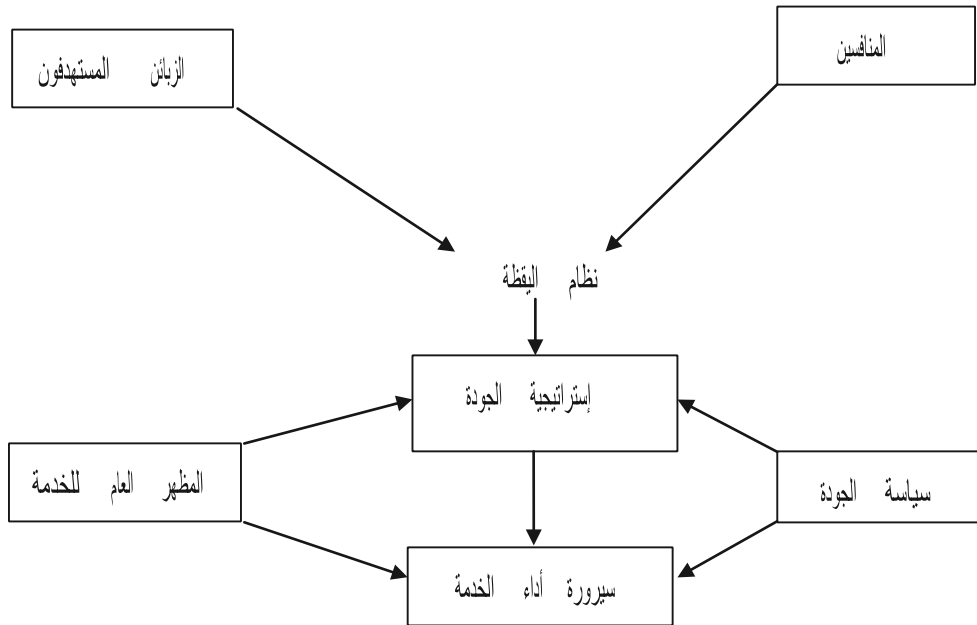 المنافسين
الزبائن المستهدفون
نظام اليقظة
إستراتيجية الجودة
سياسة الجودة
المظهر العام للخدمة
سيرورة أداء الخدمة